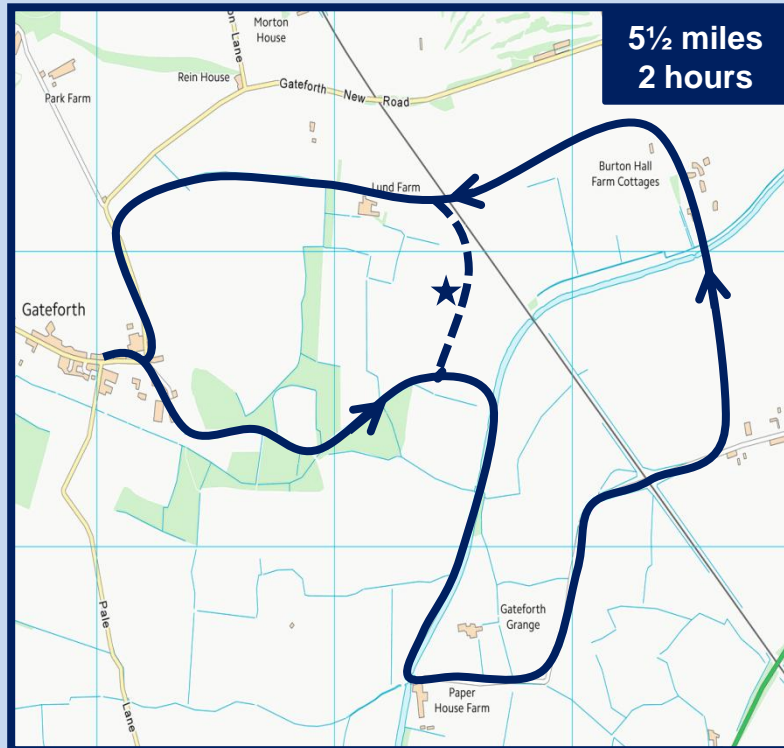 5½ miles
2 hours
Morton
House
on Lane
Rein House
Gateforth New Road
Park Farm
Burton Hall
Farm Cottages
Lund Farm
Gateforth
Gateforth
Grange
Pale Lane
Paper
House Farm